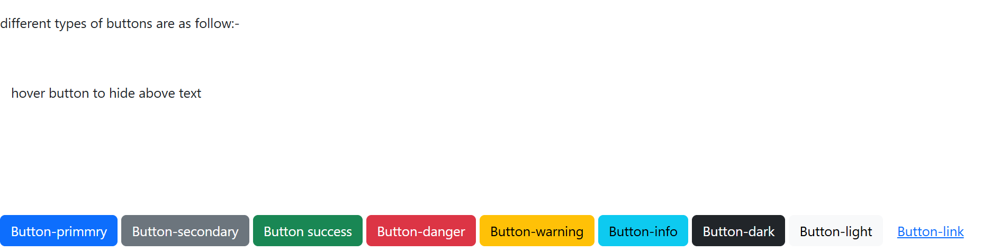 different types of buttons are as follow:-
hover button to hide above text
Button-primmry Button-secondary Button success Button-danger Button-warning Button-info Button-dark Button-light Button-link